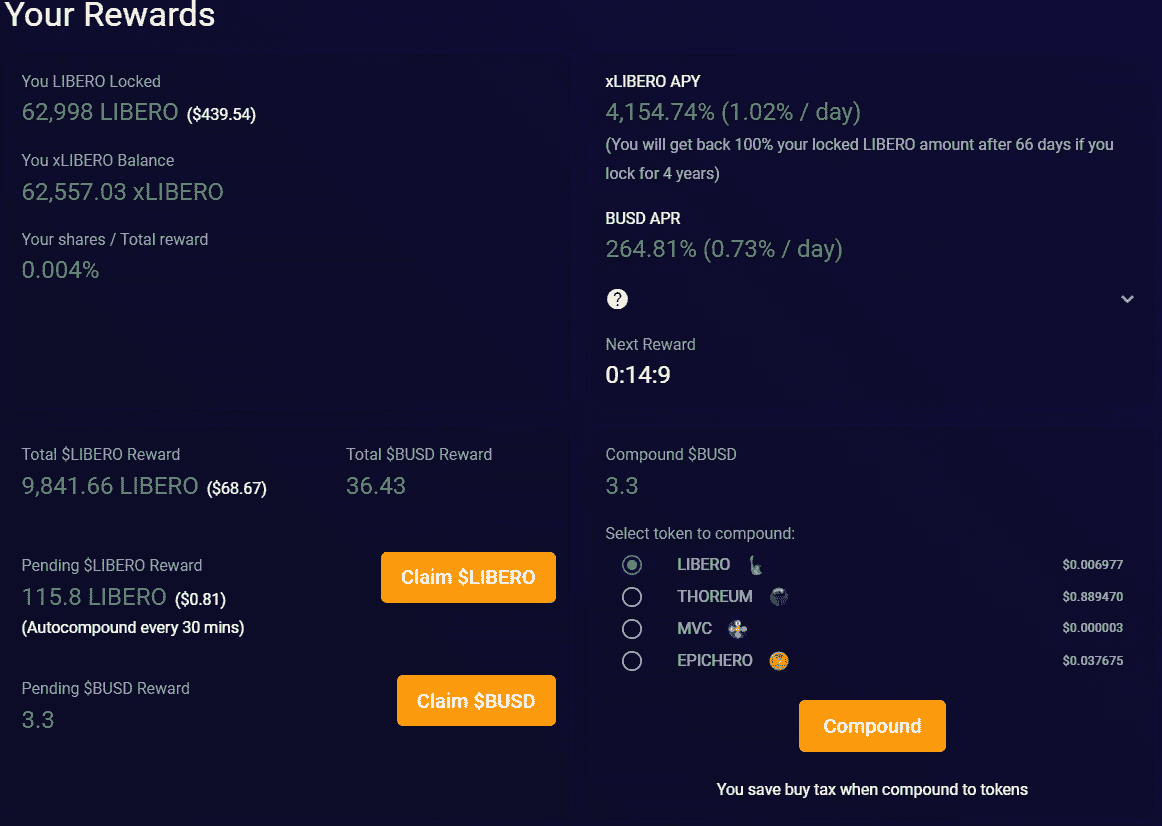 Your Rewards
You LIBERO Locked
62,998 LIBERO ($439.54)
You xLIBERO Balance
62,557.03 xLIBERO
Your shares / Total reward
0.004%
xLIBERO APY
4,154.74% (1.02% / day)
(You will get back 100% your locked LIBERO amount after 66 days if you
lock for 4 years)
BUSD APR
264.81% (0.73% / day)
?
Next Reward
0:14:9
Total $LIBERO Reward
9,841.66 LIBERO ($68.67)
Total $BUSD Reward
36.43
Pending $LIBERO Reward
115.8 LIBERO ($0.81)
(Autocompound every 30 mins)
Claim $LIBERO
Pending $BUSD Reward
3.3
Claim $BUSD
Compound $BUSD
3.3
Select token to compound:
LIBERO $0.006977
THOREUM $0.889470
MVC $0.000003
EPICHERO $0.037675
Compound
You save buy tax when compound to tokens